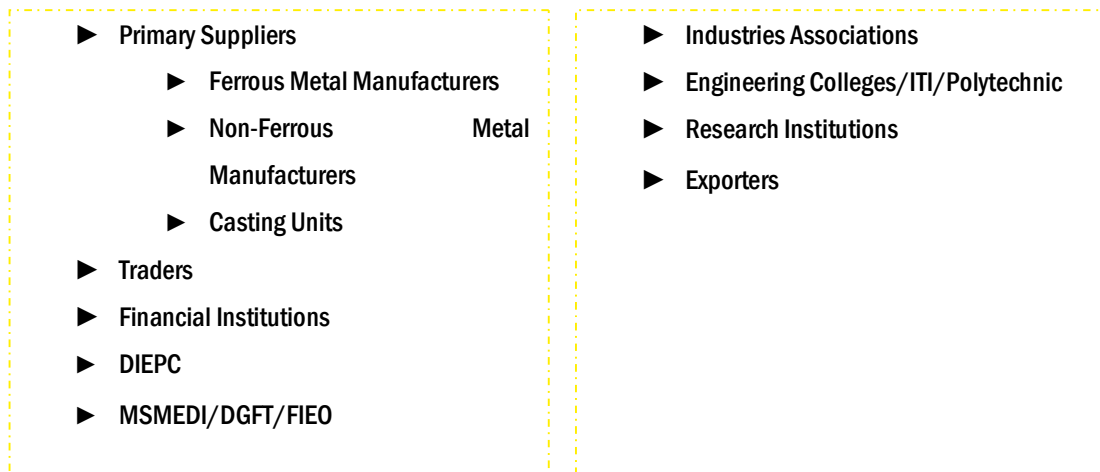 ► Primary Suppliers
► Ferrous Metal Manufacturers
► Non-Ferrous Metal
Manufacturers
► Casting Units
► Traders
► Financial Institutions
► DIEPC
► MSMEDI/DGFT/FIEO
► Industries Associations
► Engineering Colleges/ITI/Polytechnic
► Research Institutions
► Exporters